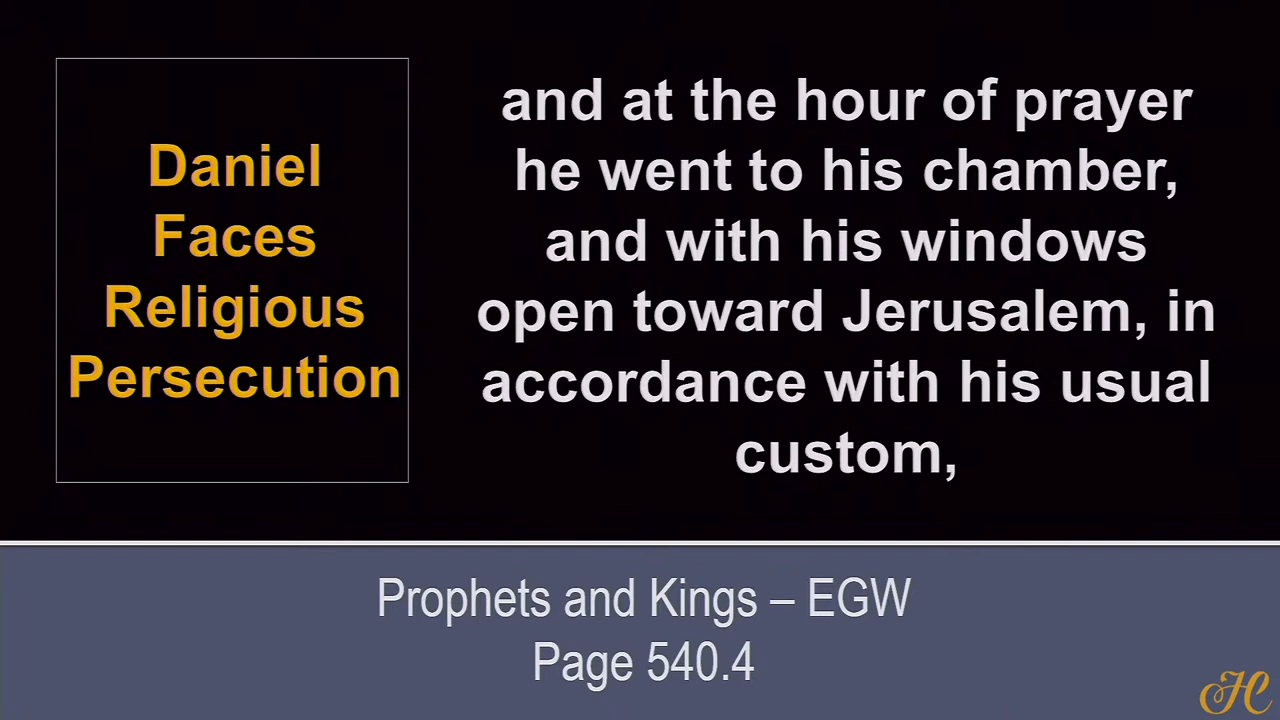 Daniel
Faces
Religious
Persecution
and at the hour of prayer
he went to his chamber,
and with his windows
open toward Jerusalem, in
accordance with his usual
custom,
Prophets and Kings – EGW
Page 540.4
HC